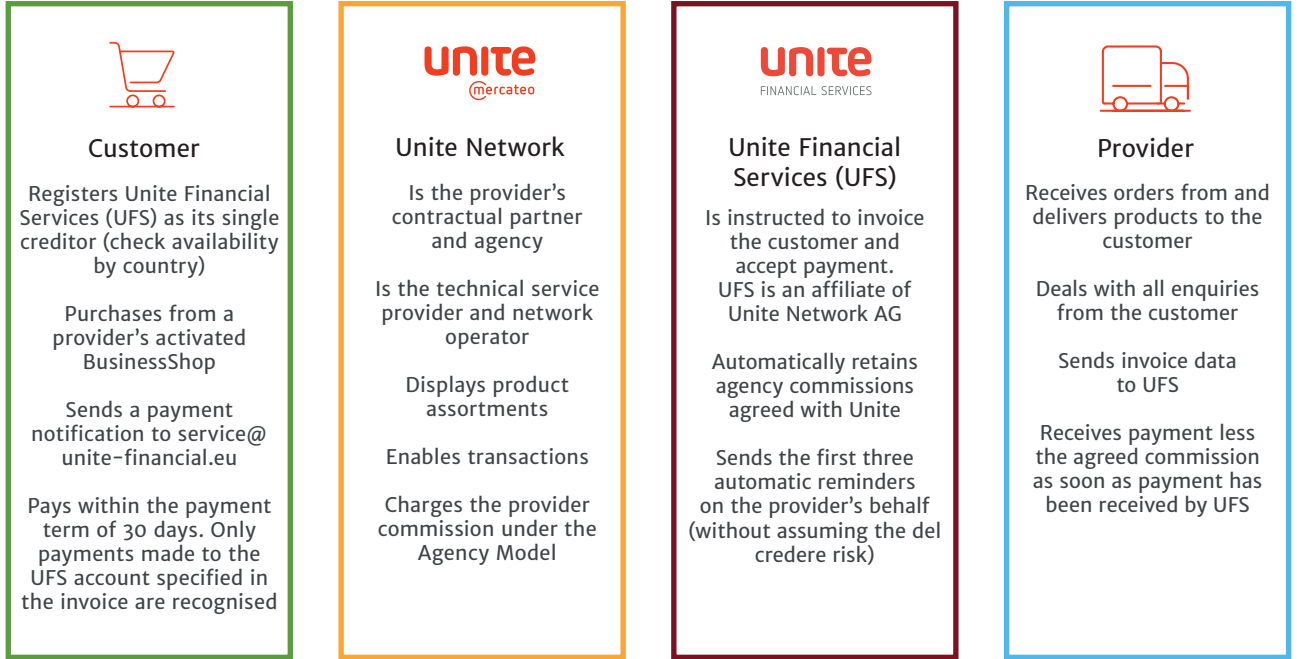 Customer
Registers Unite Financial
Services (UFS) as its single
creditor (check availability
by country)
Purchases from a
provider’s activated
BusinessShop
Sends a payment
notification to service@
unite-financial.eu
Pays within the payment
term of 30 days. Only
payments made to the
UFS account specified in
the invoice are recognised
unite
mercateo
Unite Network
Is the provider’s
contractual partner
and agency
Is the technical service
provider and network
operator
Displays product
assortments
Enables transactions
Charges the provider
commission under the
Agency Model
unite
FINANCIAL SERVICES
Unite Financial
Services (UFS)
Is instructed to invoice
the customer and
accept payment.
UFS is an affiliate of
Unite Network AG
Automatically retains
agency commissions
agreed with Unite
Sends the first three
automatic reminders
on the provider’s behalf
(without assuming the del
credere risk)
Provider
Receives orders from and
delivers products to the
customer
Deals with all enquiries
from the customer
Sends invoice data
to UFS
Receives payment less
the agreed commission
as soon as payment has
been received by UFS